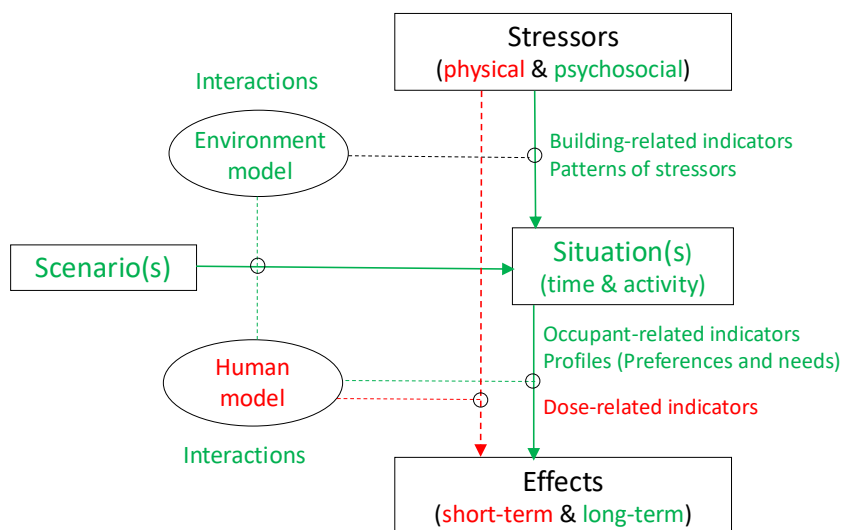 Stressors
(physical & psychosocial)
Interactions
Environment
model
Building-related indicators
Patterns of stressors
Scenario(s)
Situation(s)
(time & activity)
Occupant-related indicators
Profiles (Preferences and needs)
Human
model
Dose-related indicators
Interactions
Effects
(short-term & long-term)